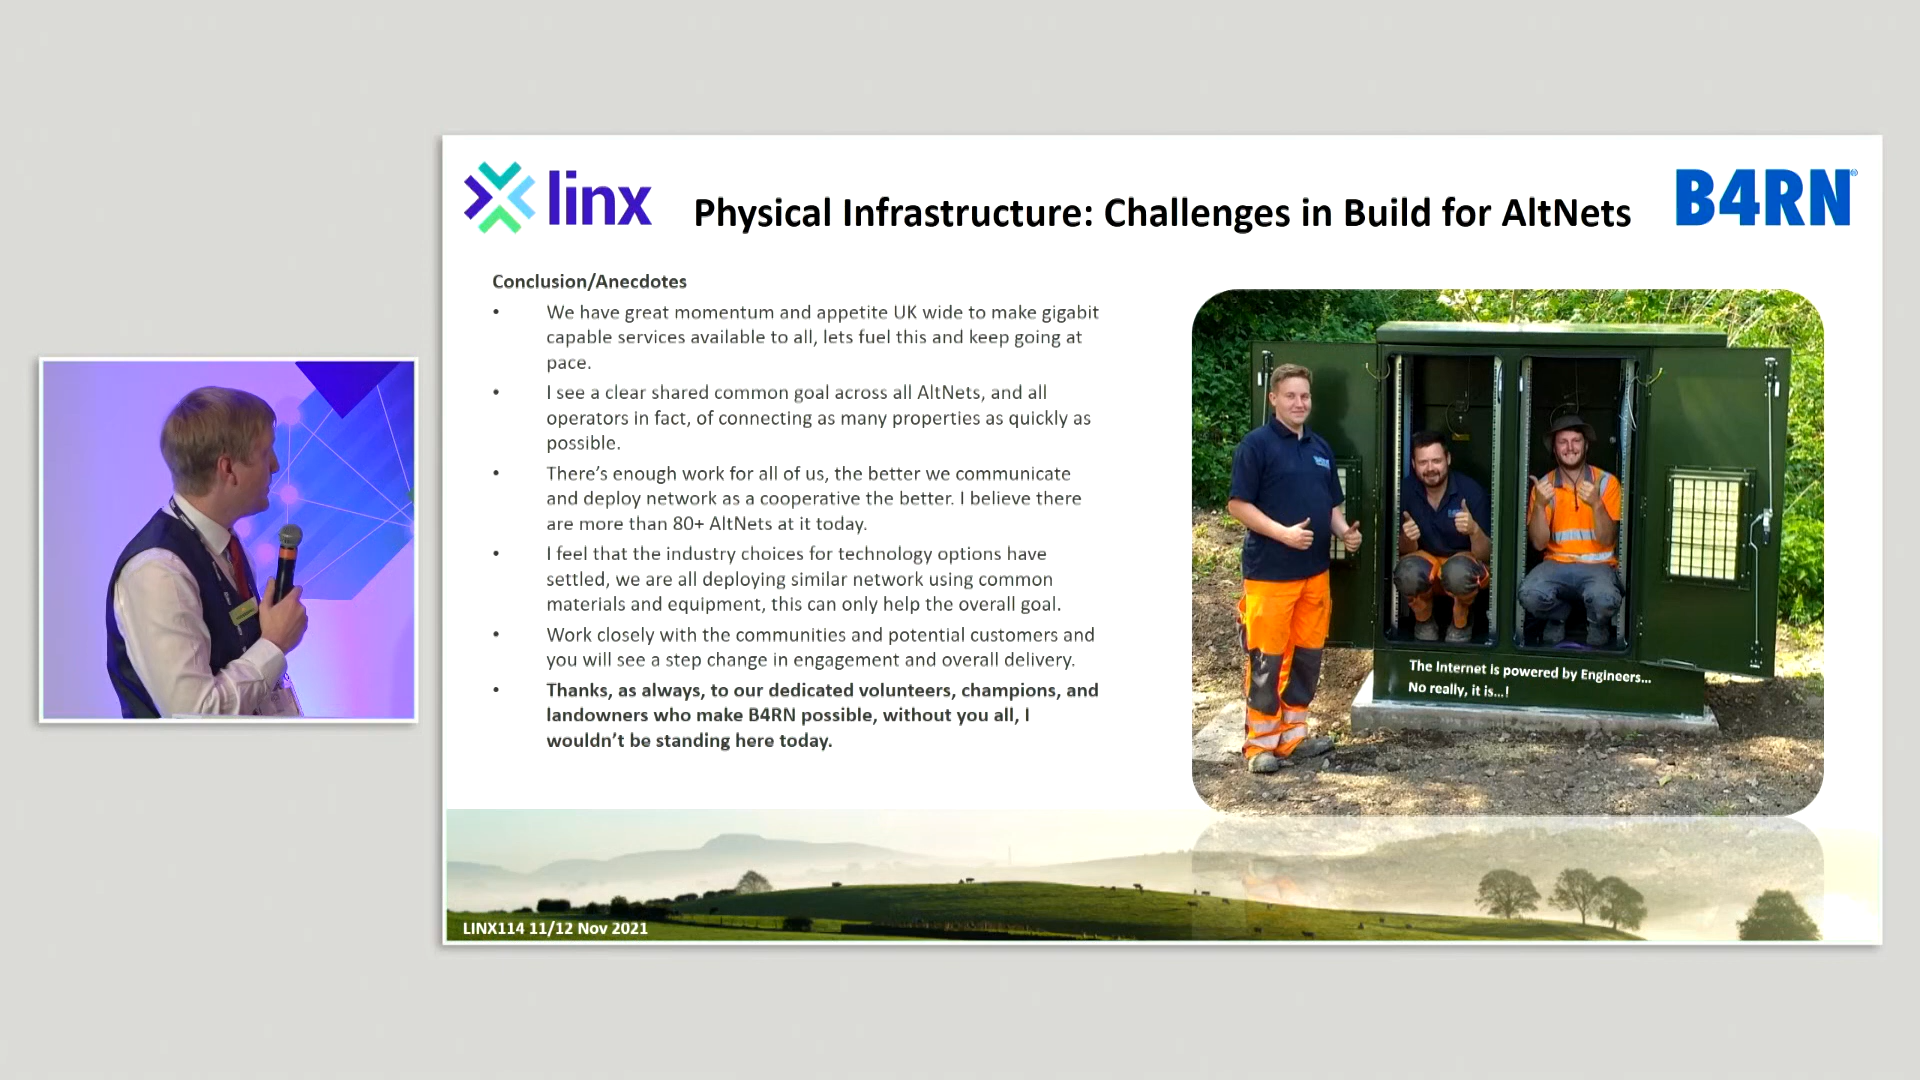 linx
Physical Infrastructure: Challenges in Build for AltNets
B4RN®
Conclusion/Anecdotes
• We have great momentum and appetite UK wide to make gigabit
capable services available to all, lets fuel this and keep going at
pace.
• I see a clear shared common goal across all AltNets, and all
operators in fact, of connecting as many properties as quickly as
possible.
• There’s enough work for all of us, the better we communicate
and deploy network as a cooperative the better. I believe there
are more than 80+ AltNets at it today.
• I feel that the industry choices for technology options have
settled, we are all deploying similar network using common
materials and equipment, this can only help the overall goal.
• Work closely with the communities and potential customers and
you will see a step change in engagement and overall delivery.
• Thanks, as always, to our dedicated volunteers, champions, and
landowners who make B4RN possible, without you all, I
wouldn’t be standing here today.
The Internet is powered by Engineers...
No really, it is...!
LINX114 11/12 Nov 2021